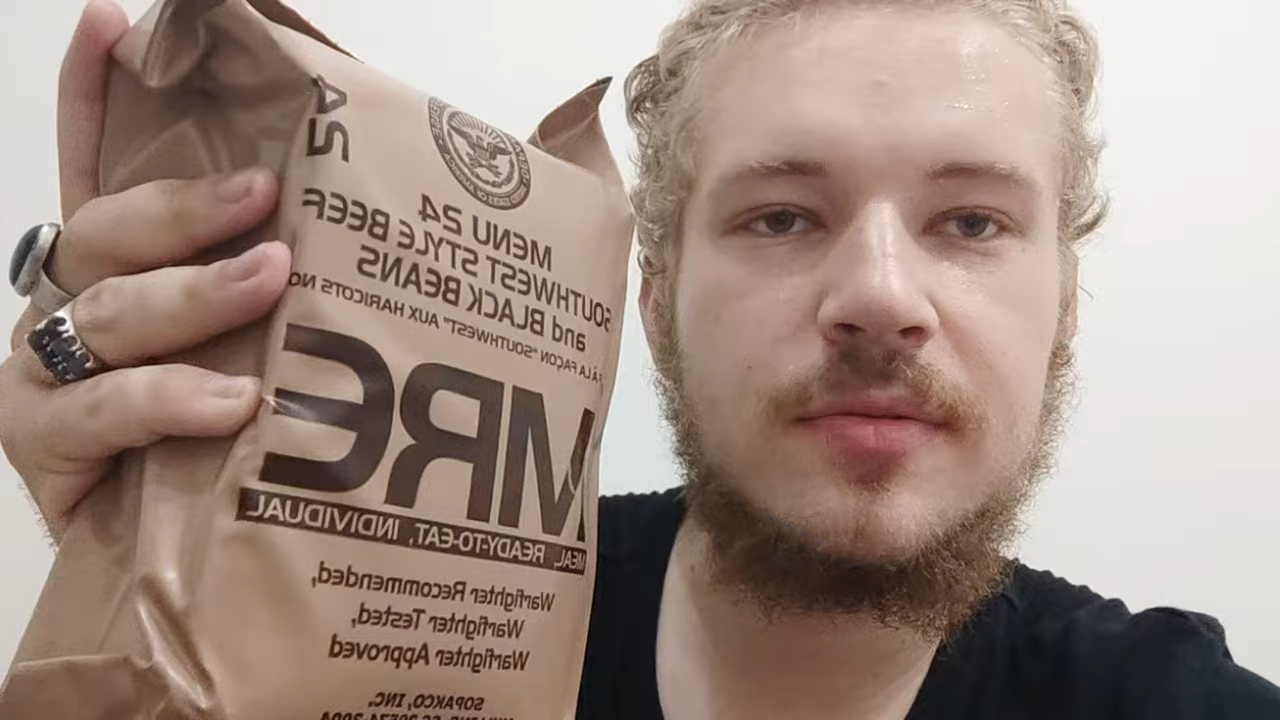 A2
MENU 24
SOUTHWEST STYLE BEEF
and BLACK BEANS
À LA FAÇON "SOUTHWEST" AUX HARICOTS NO
MRE
MEAL, READY-TO-EAT, INDIVIDUAL
Warfighter Recommended,
Warfighter Tested,
Warfighter Approved
SOPAKCO, INC.